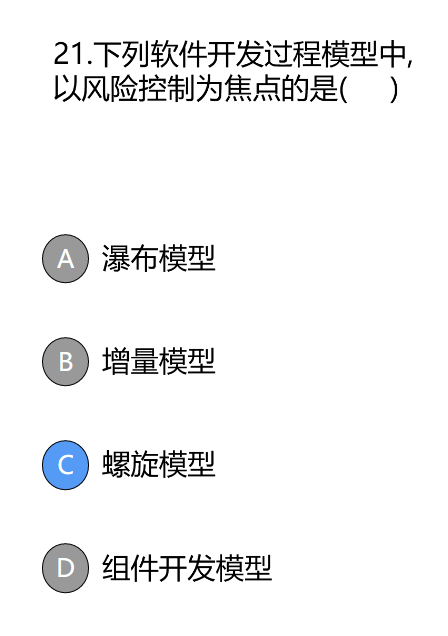 21.下列软件开发过程模型中,
以风险控制为焦点的是(     )
A 瀑布模型
B 增量模型
C 螺旋模型
D 组件开发模型